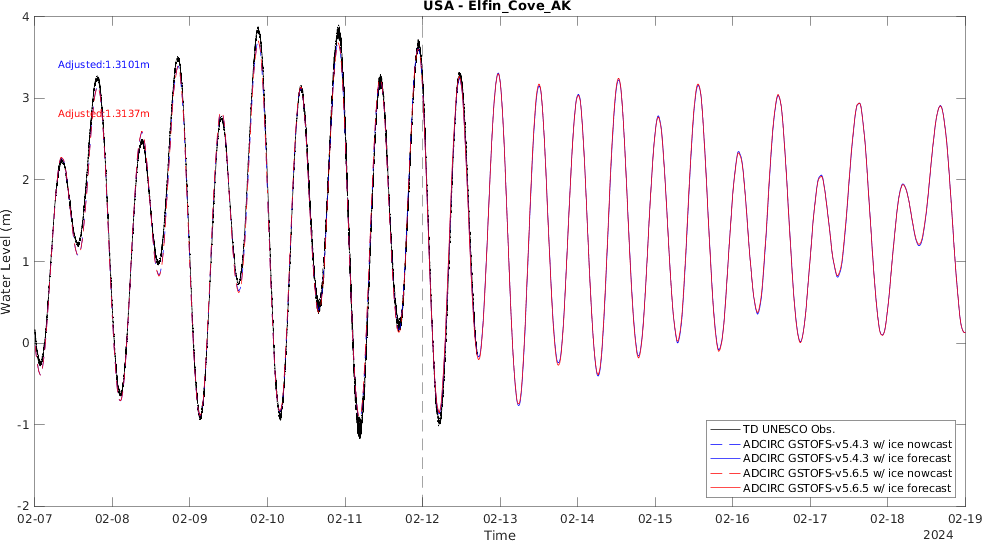 USA - Elfin_Cove_AK
4
3
2
1
0
-1
-2
Water Level (m)
Adjusted:1.3101m
Adjusted:1.3137m
TD UNESCO Obs.
ADCIRC GSTOFS-v5.4.3 w/ ice nowcast
ADCIRC GSTOFS-v5.4.3 w/ ice forecast
ADCIRC GSTOFS-v5.6.5 w/ ice nowcast
ADCIRC GSTOFS-v5.6.5 w/ ice forecast
02-07 02-08 02-09 02-10 02-11 02-12 02-13 02-14 02-15 02-16 02-17 02-18 02-19
Time
2024